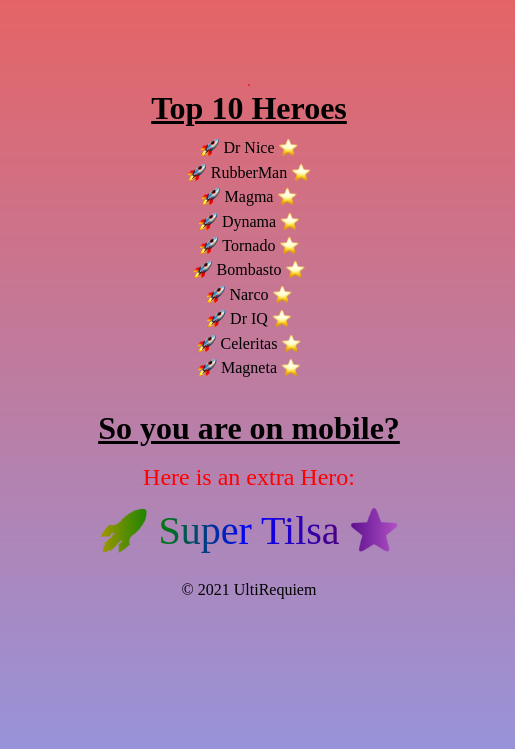 .
Top 10 Heroes
🚀 Dr Nice ⭐
🚀 RubberMan ⭐
🚀 Magma ⭐
🚀 Dynama ⭐
🚀 Tornado ⭐
🚀 Bombasto ⭐
🚀 Narco ⭐
🚀 Dr IQ ⭐
🚀 Celeritas ⭐
🚀 Magneta ⭐
So you are on mobile?
Here is an extra Hero:
🚀 Super Tilsa ⭐
© 2021 UltiRequiem